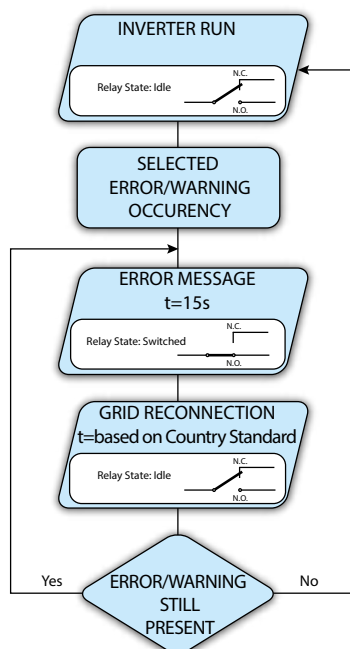 INVERTER RUN
Relay State: Idle
N.C.
N.O.
SELECTED
ERROR/WARNING
OCCURENCY
ERROR MESSAGE
t=15s
Relay State: Switched
N.C.
N.O.
GRID RECONNECTION
t=based on Country Standard
Relay State: Idle
N.C.
N.O.
Yes
ERROR/WARNING
STILL
PRESENT
No